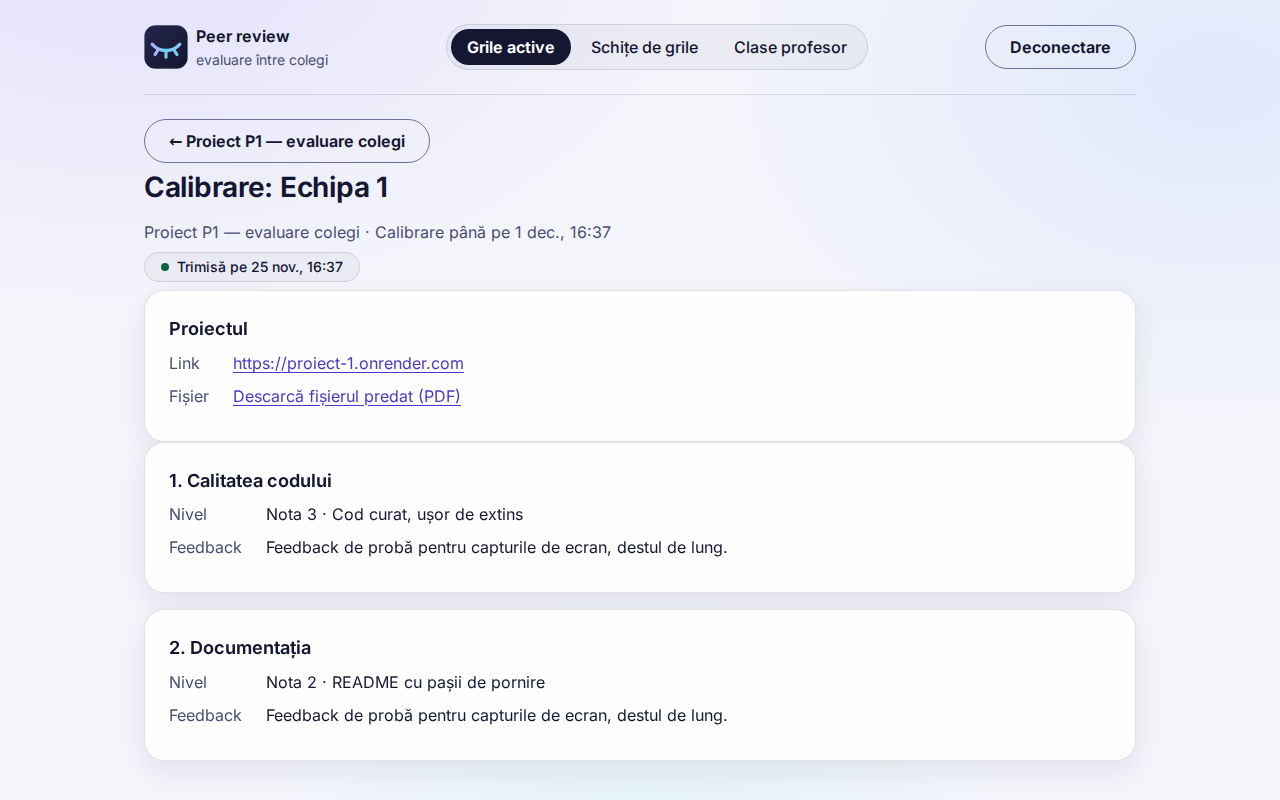 Peer review
evaluare între colegi
Grile active
Schițe de grile
Clase profesor
Deconectare
← Proiect P1 — evaluare colegi
Calibrare: Echipa 1
Proiect P1 — evaluare colegi · Calibrare până pe 1 dec., 16:37
Trimisă pe 25 nov., 16:37
Proiectul
Link https://proiect-1.onrender.com
Fișier Descarcă fișierul predat (PDF)
1. Calitatea codului
Nivel Nota 3 · Cod curat, ușor de extins
Feedback Feedback de probă pentru capturile de ecran, destul de lung.
2. Documentația
Nivel Nota 2 · README cu pașii de pornire
Feedback Feedback de probă pentru capturile de ecran, destul de lung.